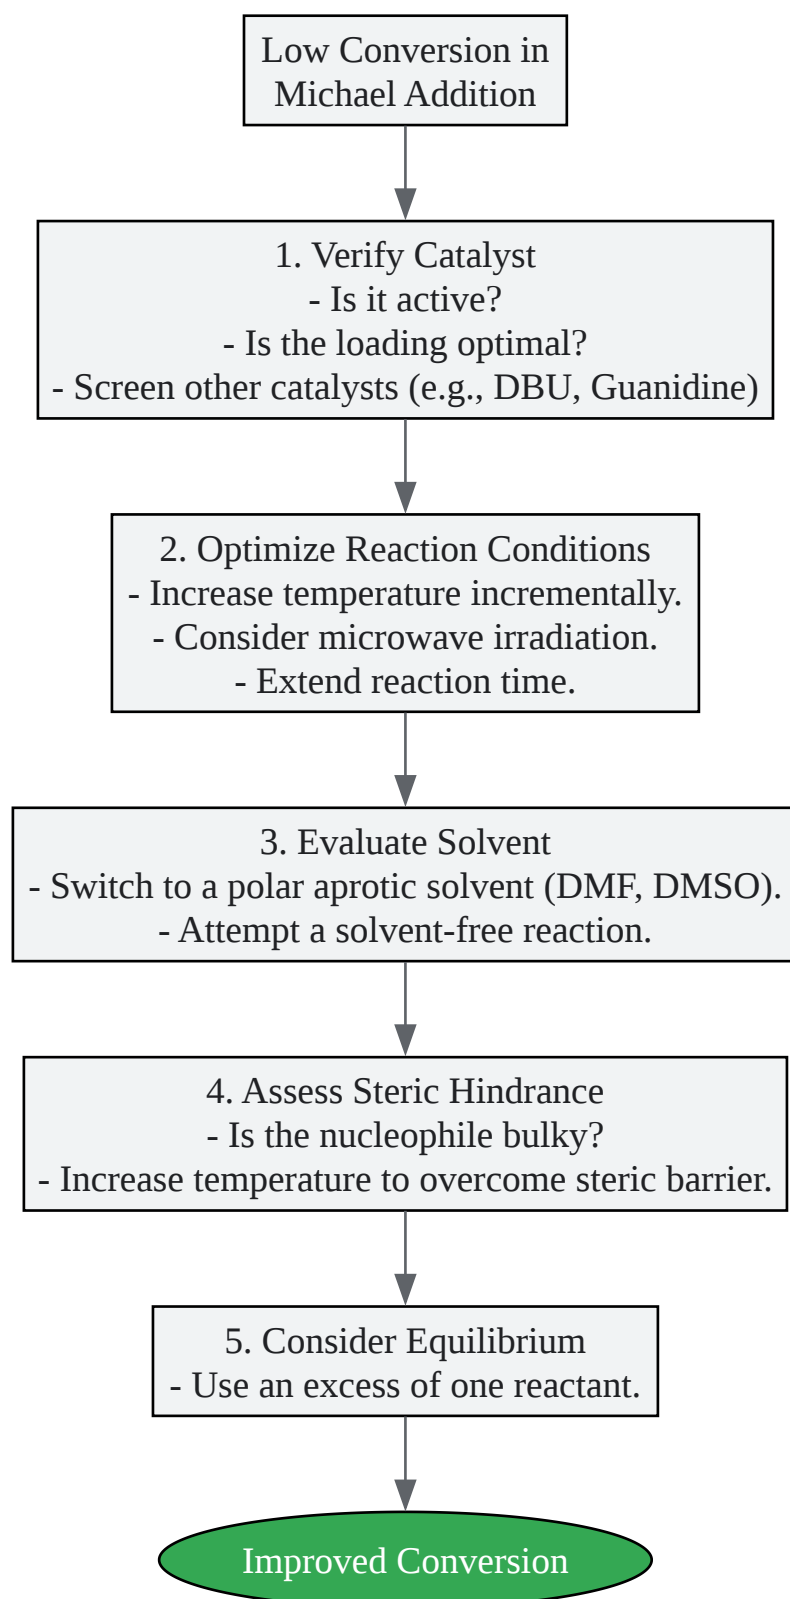 Low Conversion in
Michael Addition
1. Verify Catalyst
- Is it active?
- Is the loading optimal?
- Screen other catalysts (e.g., DBU, Guanidine)
2. Optimize Reaction Conditions
- Increase temperature incrementally.
- Consider microwave irradiation.
- Extend reaction time.
3. Evaluate Solvent
- Switch to a polar aprotic solvent (DMF, DMSO).
- Attempt a solvent-free reaction.
4. Assess Steric Hindrance
- Is the nucleophile bulky?
- Increase temperature to overcome steric barrier.
5. Consider Equilibrium
- Use an excess of one reactant.
Improved Conversion